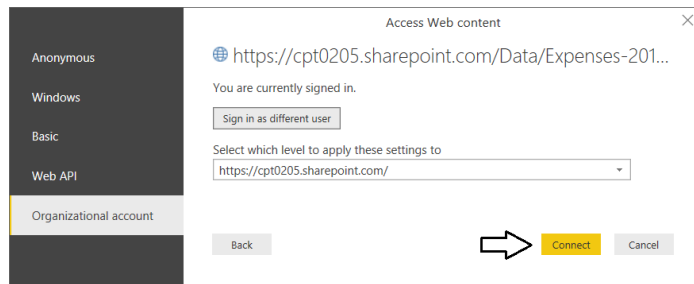 Access Web content
Anonymous
Windows
Basic
Web API
Organizational account
https://cpt0205.sharepoint.com/Data/Expenses-201...
You are currently signed in.
Sign in as different user
Select which level to apply these settings to
https://cpt0205.sharepoint.com/
Back
Connect
Cancel